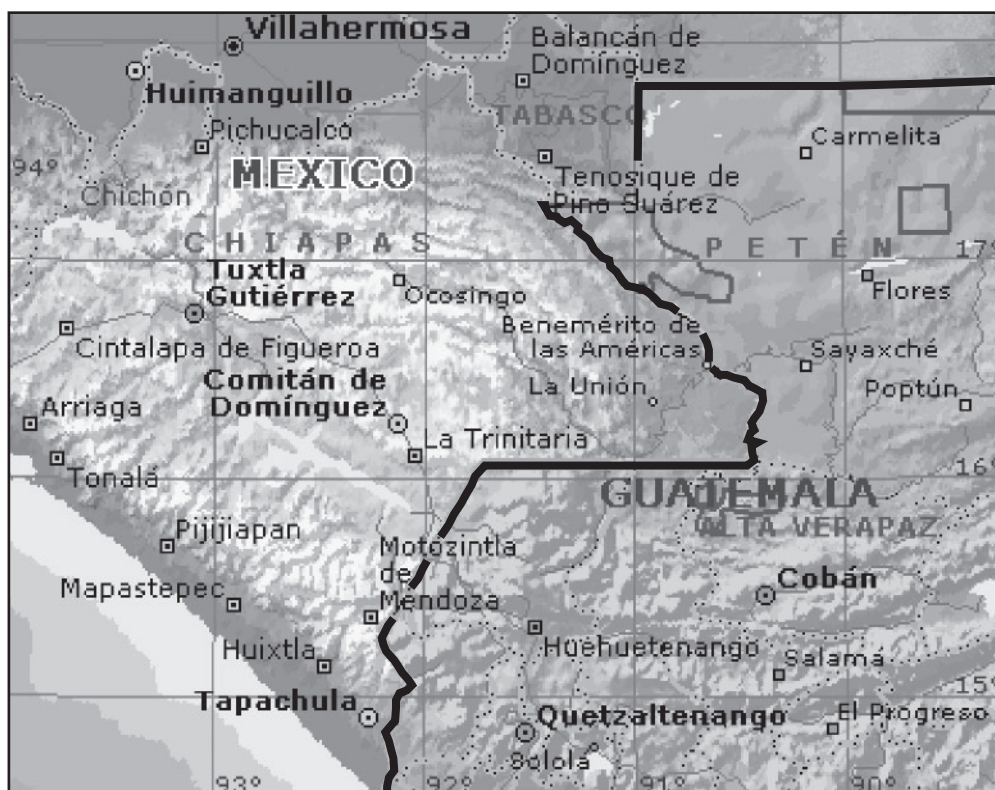 Villahermosa
Balancán de
Domínguez
Huimanguillo
TABASCO
Pichucalco
Carmelita
94°
MEXICO
Tenosique de
Pino Suárez
Chichón
CHIAPAS
PETÉN
17°
Tuxtla
Gutiérrez
Ocosingo
Flores
Benemérito de
las Américas
Cintalapa de Figueroa
Sayaxché
Comitán de
Domínguez
La Unión
Poptún
Arriaga
La Trinitaria
Tonalá
16°
GUATEMALA
ALTA VERAPAZ
Pijijiapan
Motozintla
de
Mendoza
Mapastepec
Cobán
Huixtla
Huehuetenango
Salamá
15°
Tapachula
Quetzaltenango
El Progreso
Sololá
93°
92°
91°
90°